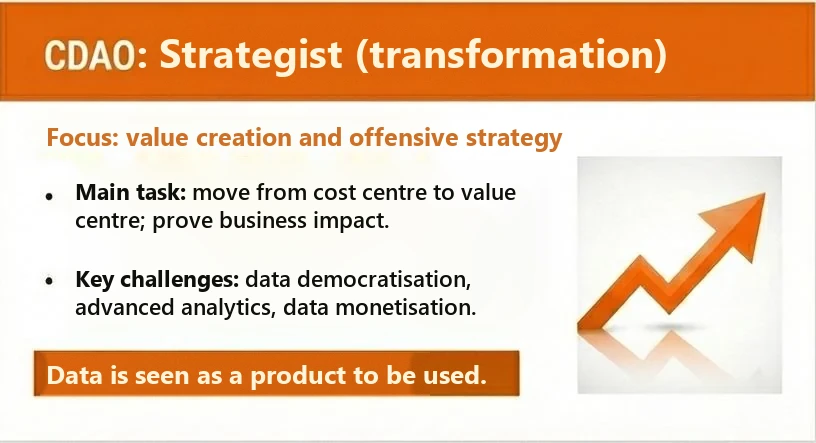 CDAO: Strategist (transformation)
Focus: value creation and offensive strategy
• Main task: move from cost centre to value
centre; prove business impact.
• Key challenges: data democratisation,
advanced analytics, data monetisation.
Data is seen as a product to be used.